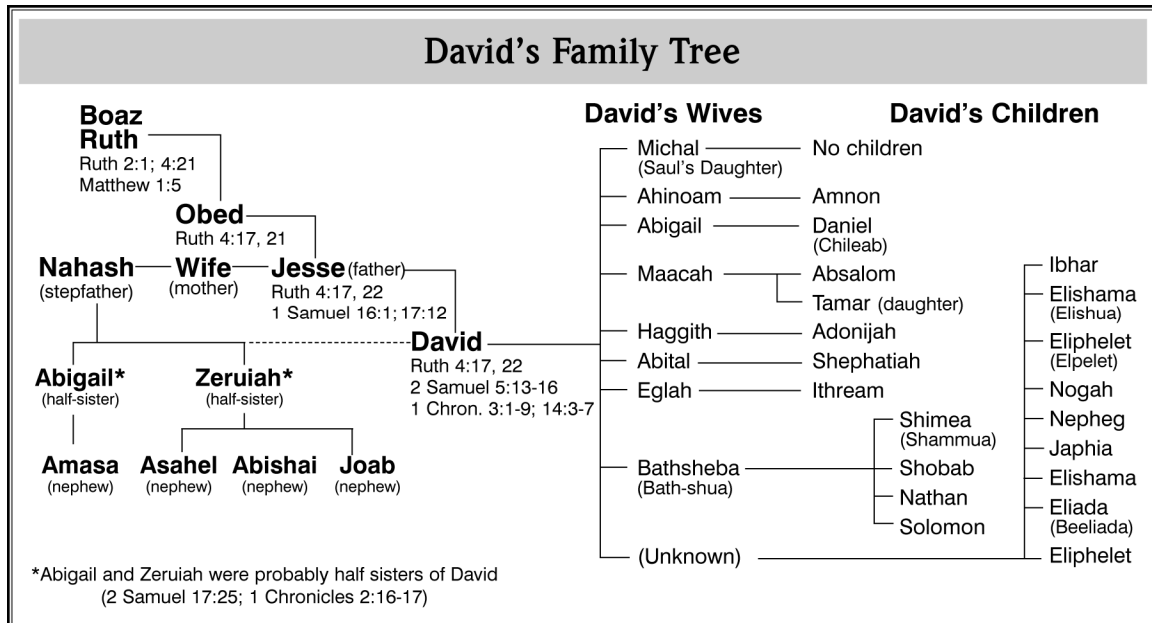 David's Family Tree
Boaz
Ruth
Ruth 2:1; 4:21
Matthew 1:5
Obed
Ruth 4:17, 21
Nahash
(stepfather)
Wife
(mother)
Jesse (father)
Ruth 4:17, 22
1 Samuel 16:1; 17:12
David
Ruth 4:17, 22
2 Samuel 5:13-16
1 Chron. 3:1-9; 14:3-7
Abigail*
(half-sister)
Zeruiah*
(half-sister)
Amasa
(nephew)
Asahel
(nephew)
Abishai
(nephew)
Joab
(nephew)
*Abigail and Zeruiah were probably half sisters of David
(2 Samuel 17:25; 1 Chronicles 2:16-17)
David's Wives
David's Children
Michal
(Saul's Daughter)
No children
Ahinoam
Amnon
Abigail
Daniel
(Chileab)
Maacah
Absalom
Tamar (daughter)
Haggith
Adonijah
Abital
Shephatiah
Eglah
Ithream
Bathsheba
(Bath-shua)
Shimea
(Shammua)
Shobab
Nathan
Solomon
(Unknown)
Ibhar
Elishama
(Elishua)
Eliphelet
(Elpelet)
Nogah
Nepheg
Japhia
Elishama
Eliada
(Beeliada)
Eliphelet